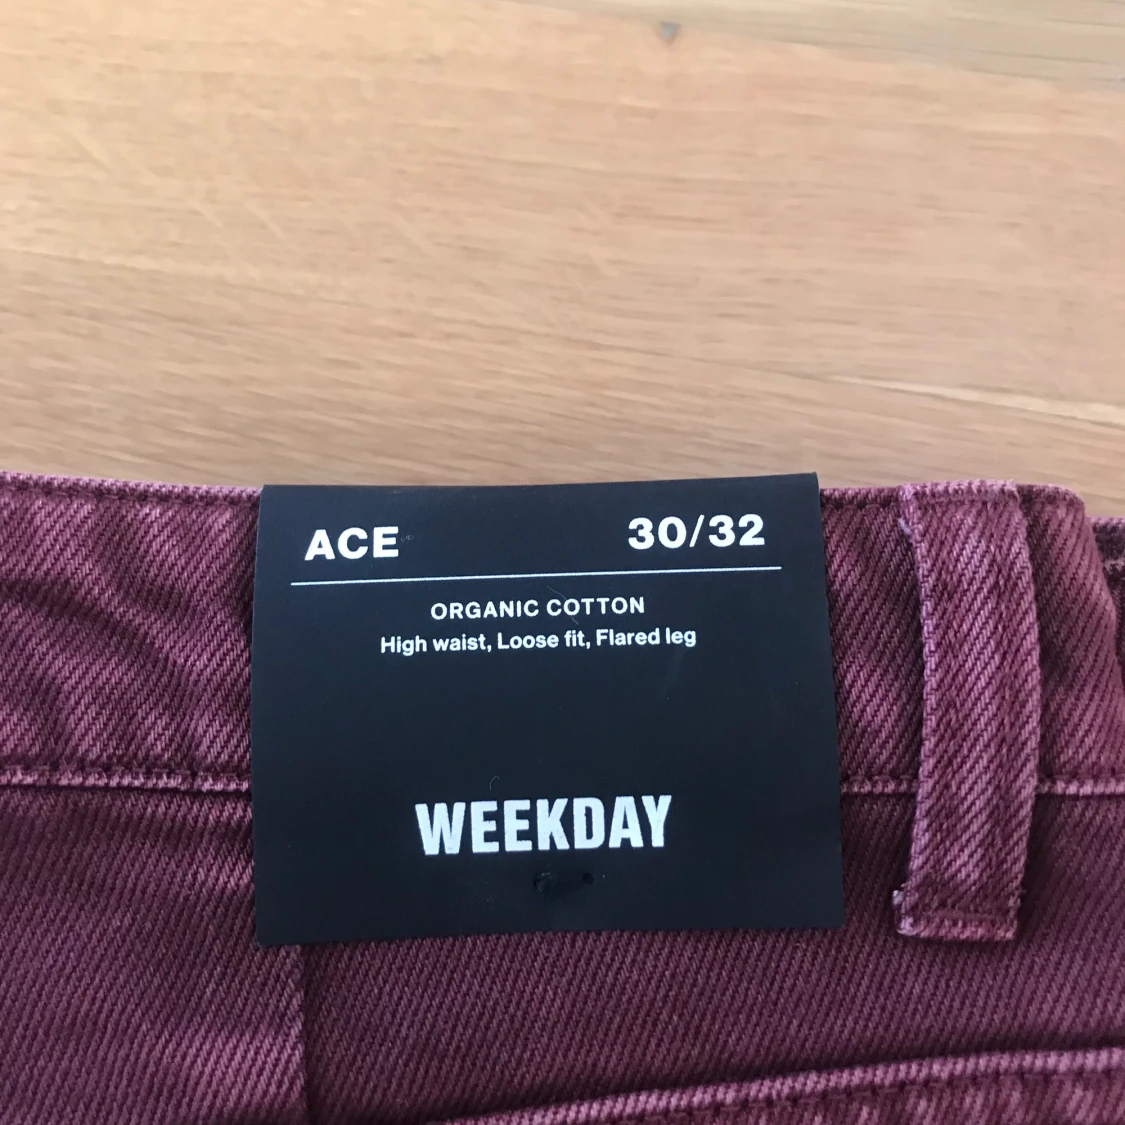 ACE 30/32
ORGANIC COTTON
High waist, Loose fit, Flared leg
WEEKDAY